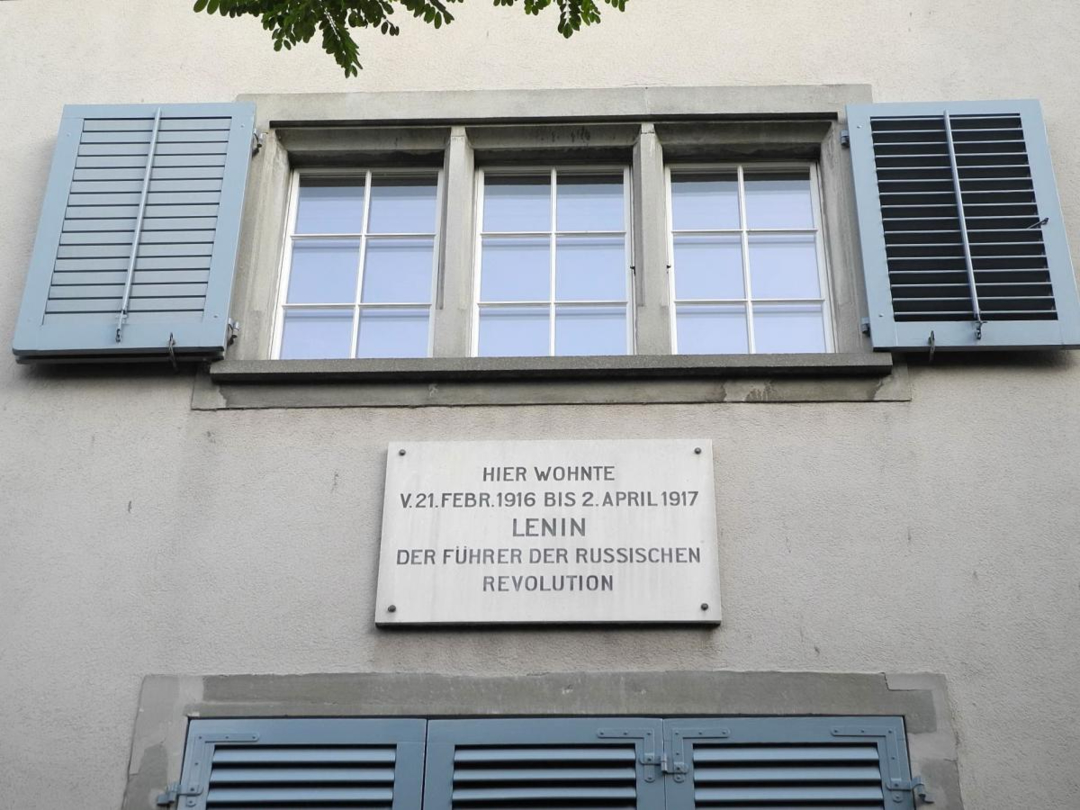 HIER WOHNTE
V. 21. FEBR. 1916 BIS 2. APRIL 1917
LENIN
DER FÜHRER DER RUSSISCHEN
REVOLUTION